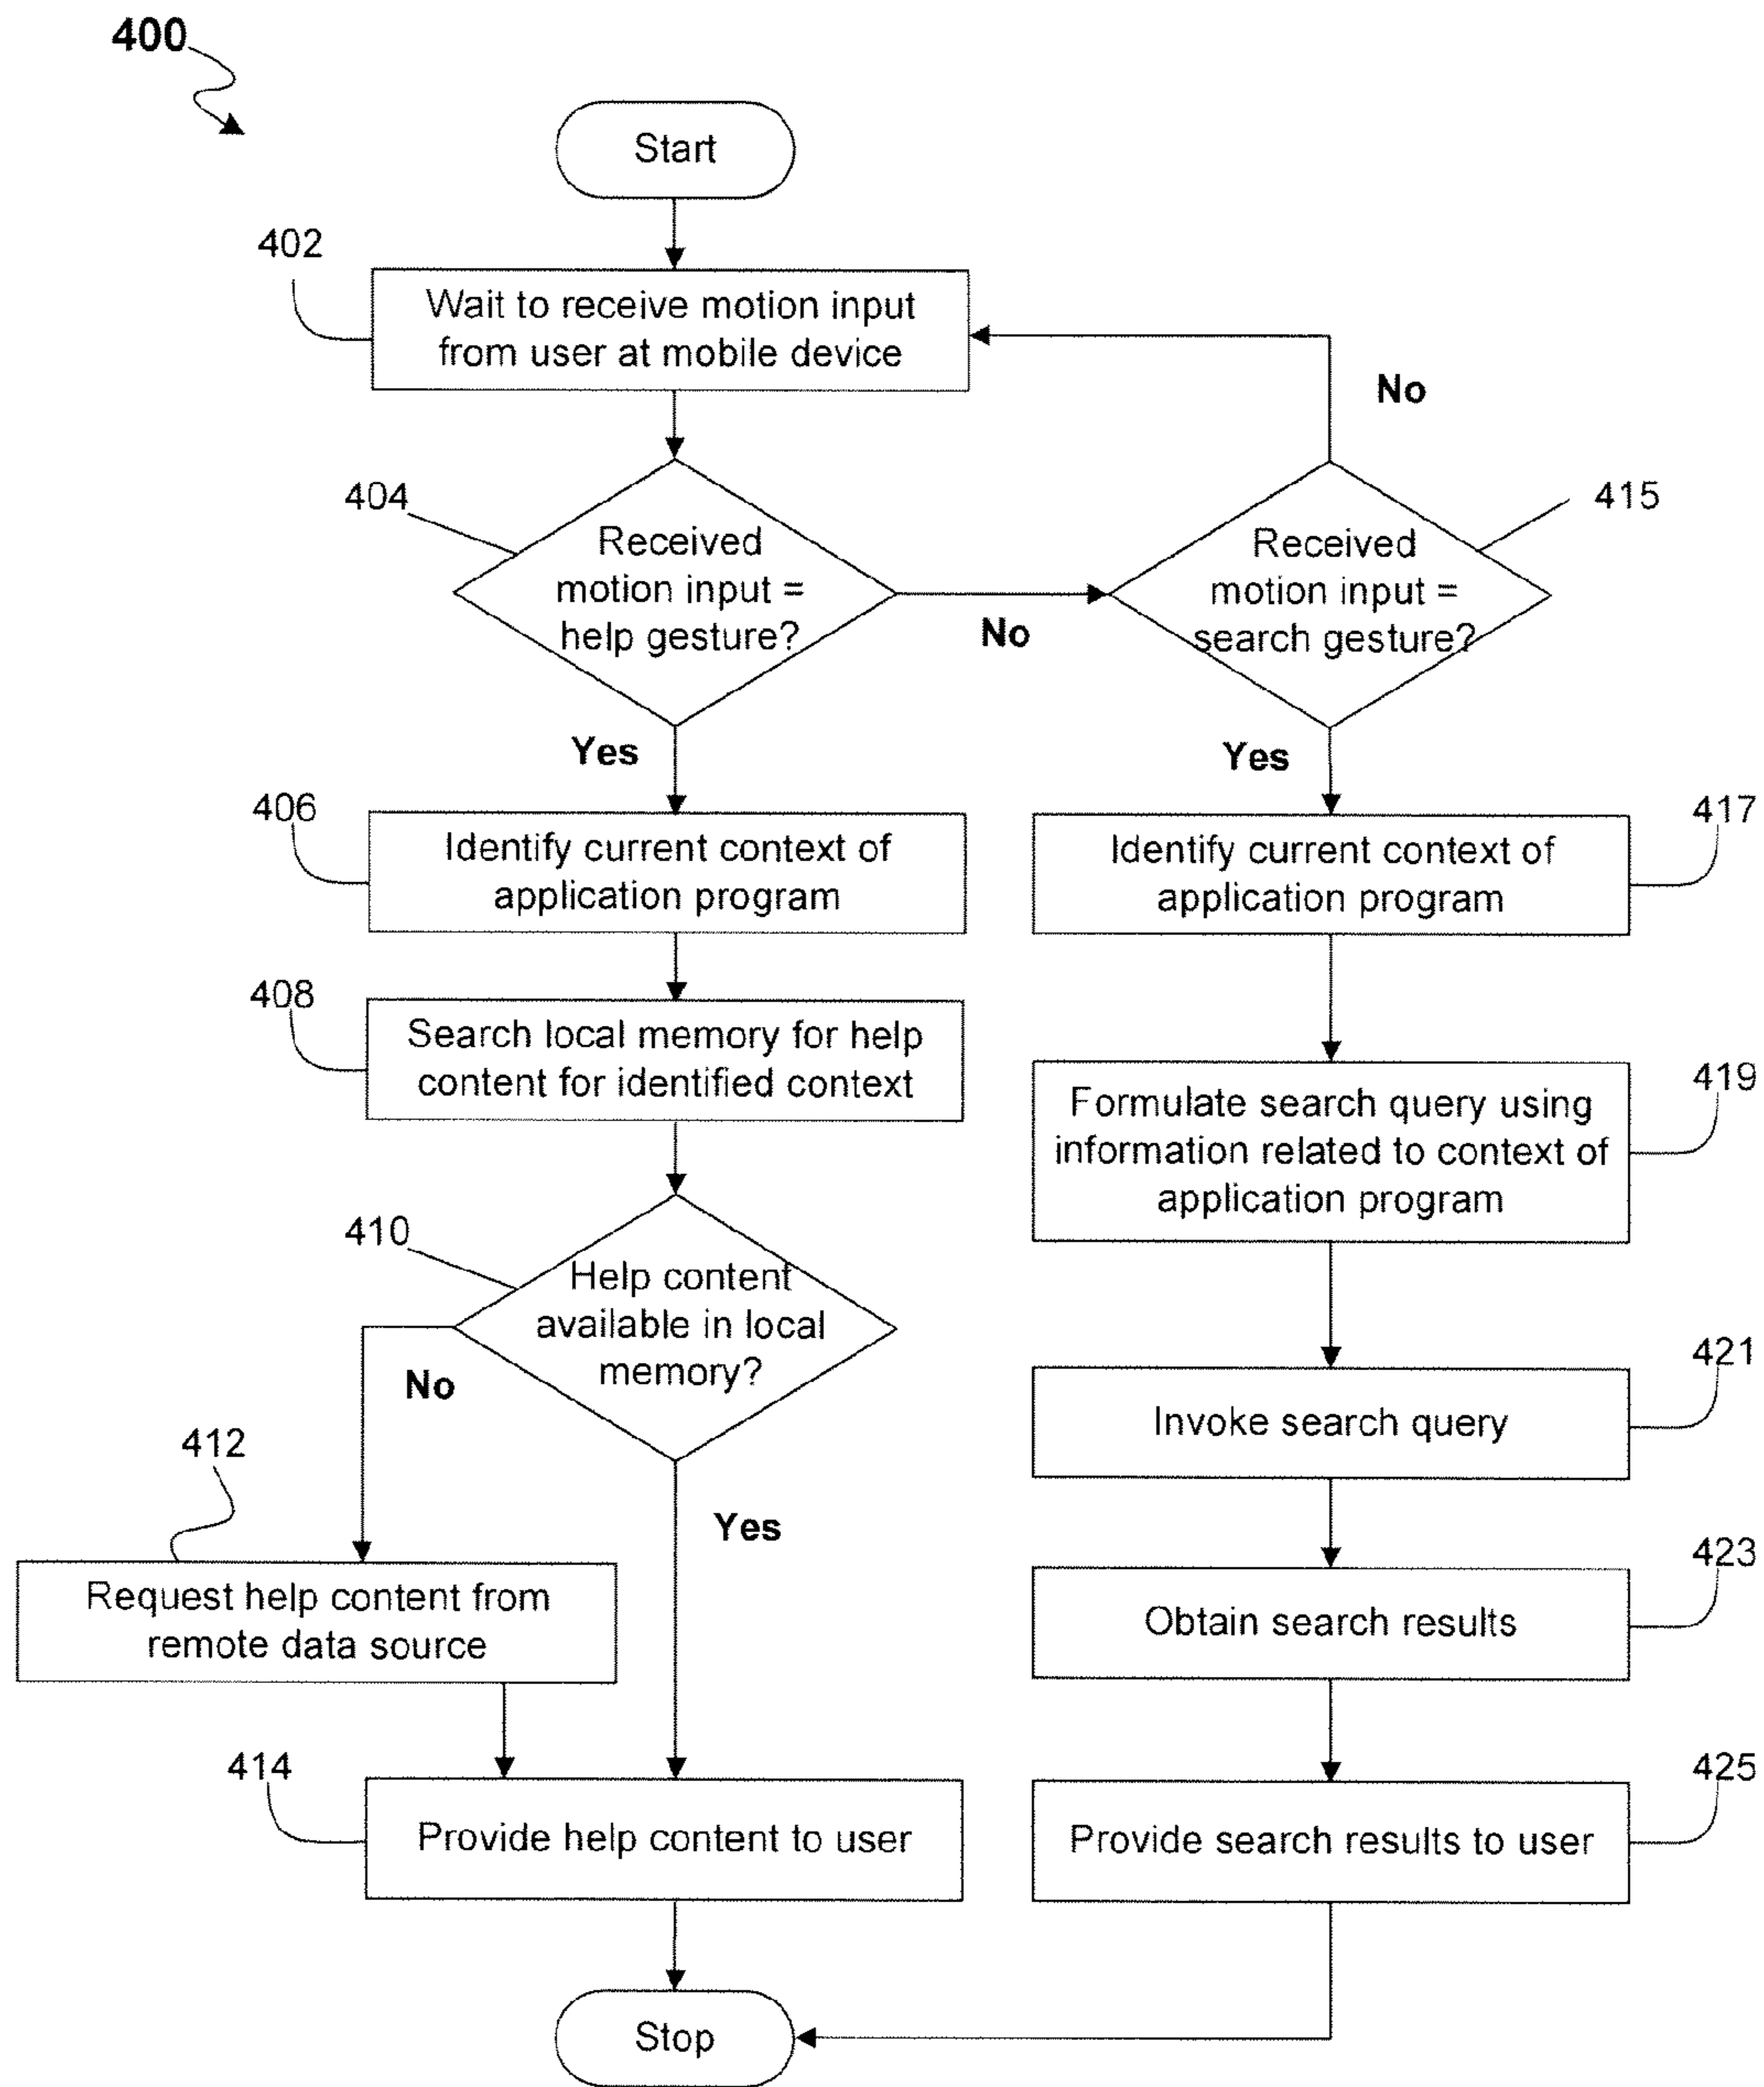 400
Start
402
Wait to receive motion input
from user at mobile device
No
404
Received
motion input =
help gesture?
No
415
Received
motion input =
search gesture?
Yes
Yes
406
Identify current context of
application program
417
Identify current context of
application program
408
Search local memory for help
content for identified context
419
Formulate search query using
information related to context of
application program
410
Help content
available in local
memory?
No
Yes
421
Invoke search query
412
Request help content from
remote data source
423
Obtain search results
414
Provide help content to user
425
Provide search results to user
Stop